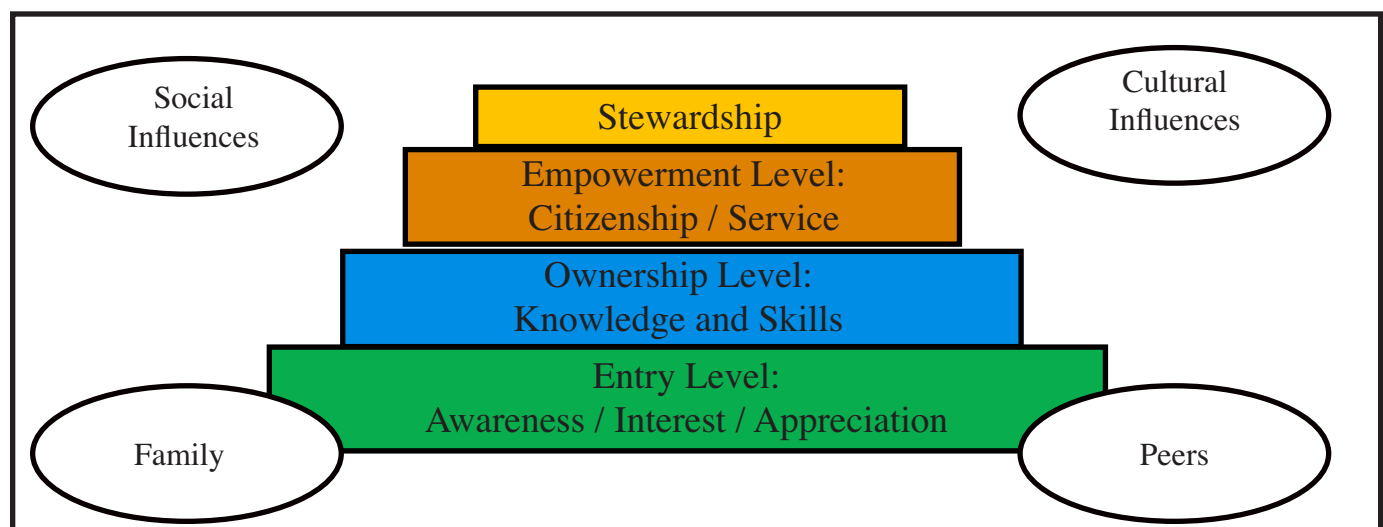 Social
Influences
Cultural
Influences
Stewardship
Empowerment Level:
Citizenship / Service
Ownership Level:
Knowledge and Skills
Entry Level:
Awareness / Interest / Appreciation
Family
Peers